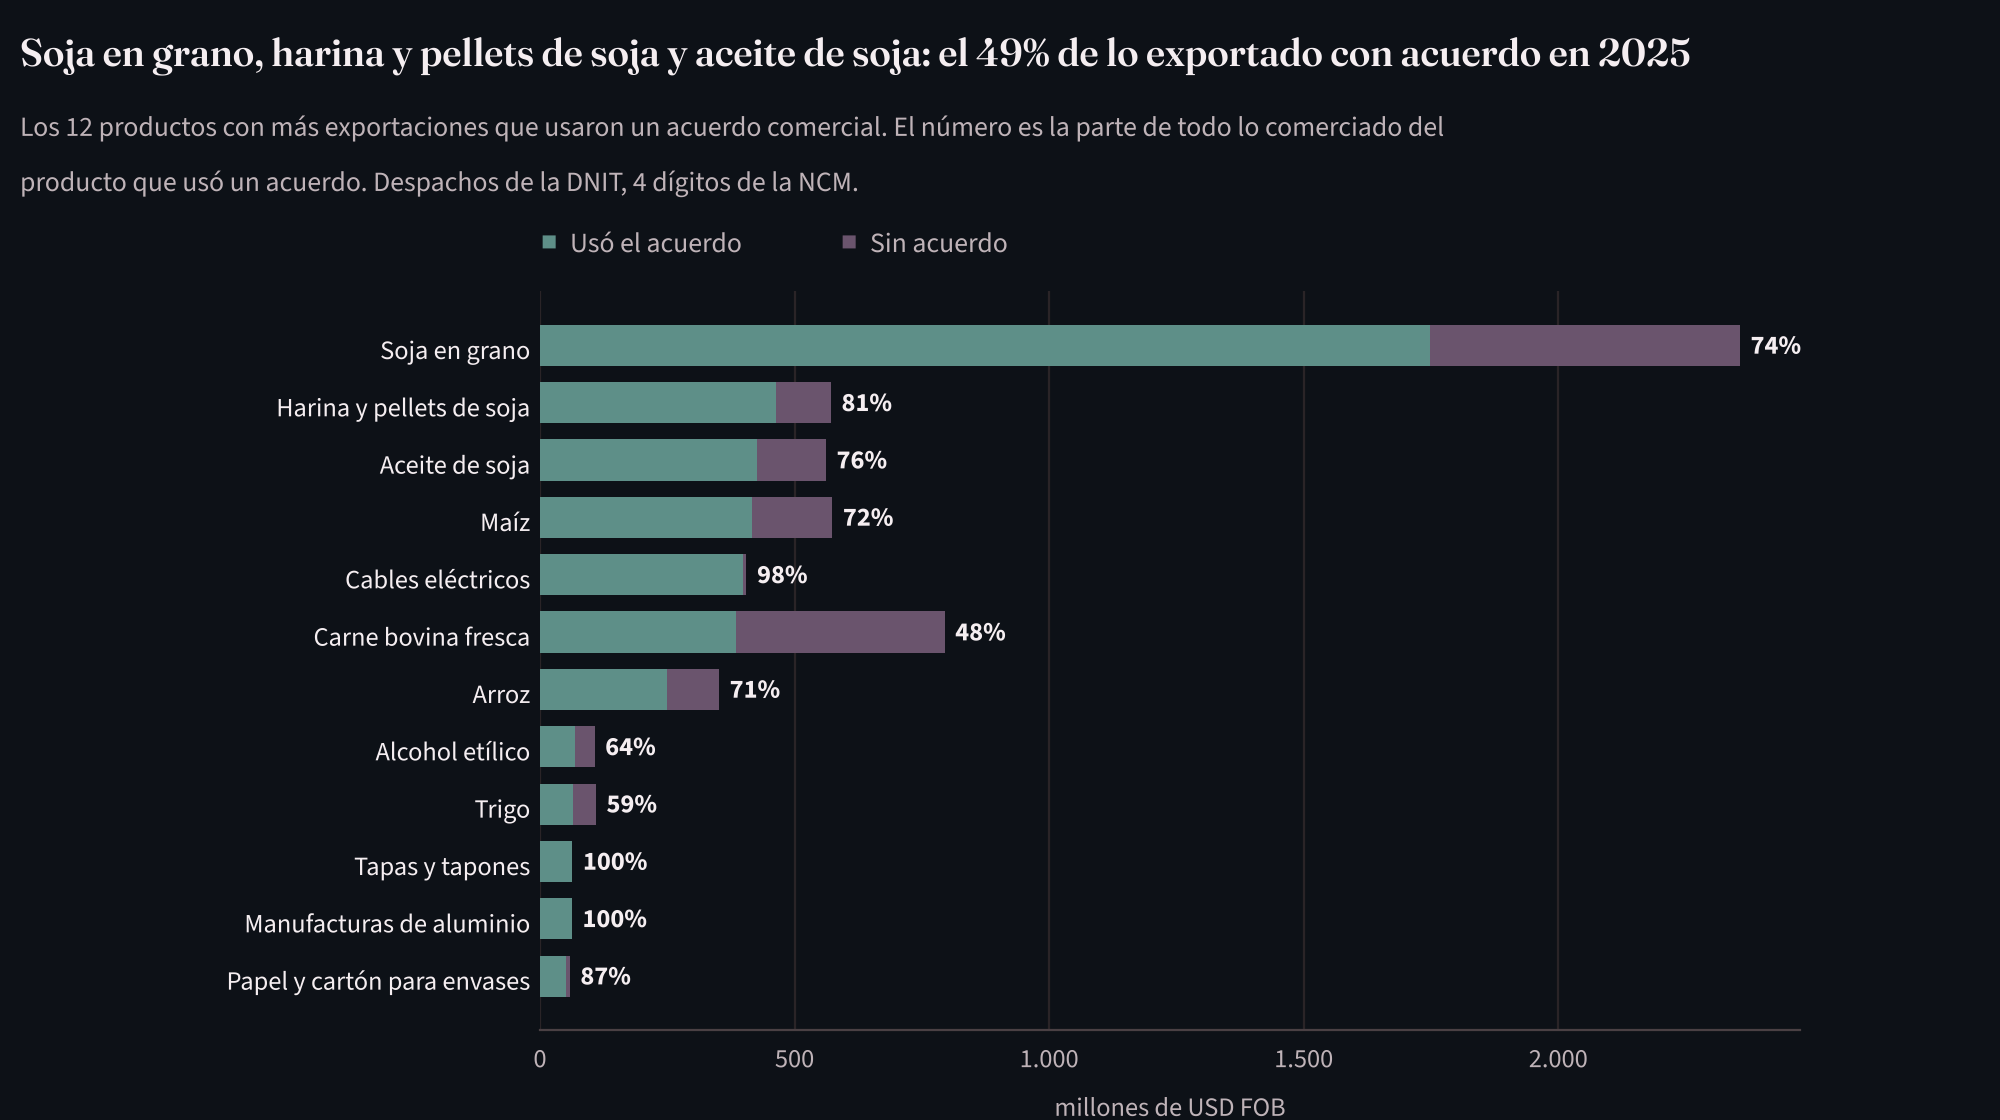 Soja en grano, harina y pellets de soja y aceite de soja: el 49% de lo exportado con acuerdo en 2025
Los 12 productos con más exportaciones que usaron un acuerdo comercial. El número es la parte de todo lo comerciado del
producto que usó un acuerdo. Despachos de la DNIT, 4 dígitos de la NCM.
Usó el acuerdo Sin acuerdo
Soja en grano 74%
Harina y pellets de soja 81%
Aceite de soja 76%
Maíz 72%
Cables eléctricos 98%
Carne bovina fresca 48%
Arroz 71%
Alcohol etílico 64%
Trigo 59%
Tapas y tapones 100%
Manufacturas de aluminio 100%
Papel y cartón para envases 87%
0 500 1.000 1.500 2.000
millones de USD FOB